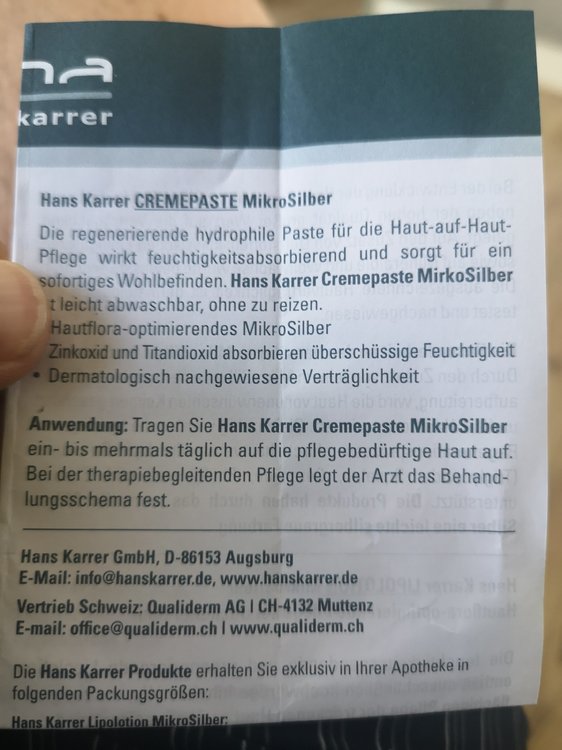 na
karrer
Hans Karrer CREMEPASTE MikroSilber
Die regenerierende hydrophile Paste für die Haut-auf-Haut-
Pflege wirkt feuchtigkeitsabsorbierend und sorgt für ein
sofortiges Wohlbefinden. Hans Karrer Cremepaste MirkoSilber
t leicht abwaschbar, ohne zu reizen.
Hautflora-optimierendes MikroSilber
Zinkoxid und Titandioxid absorbieren überschüssige Feuchtigkeit
• Dermatologisch nachgewiesene Verträglichkeit
Anwendung: Tragen Sie Hans Karrer Cremepaste MikroSilber
ein- bis mehrmals täglich auf die pflegebedürftige Haut auf.
Bei der therapiebegleitenden Pflege legt der Arzt das Behand-
lungsschema fest.
Hans Karrer GmbH, D-86153 Augsburg
E-Mail: info@hanskarrer.de, www.hanskarrer.de
Vertrieb Schweiz: Qualiderm AG I CH-4132 Muttenz
E-mail: office@qualiderm.ch I www.qualiderm.ch
Die Hans Karrer Produkte erhalten Sie exklusiv in Ihrer Apotheke in
folgenden Packungsgrößen:
Hans Karrer Lipolotion MikroSilber: